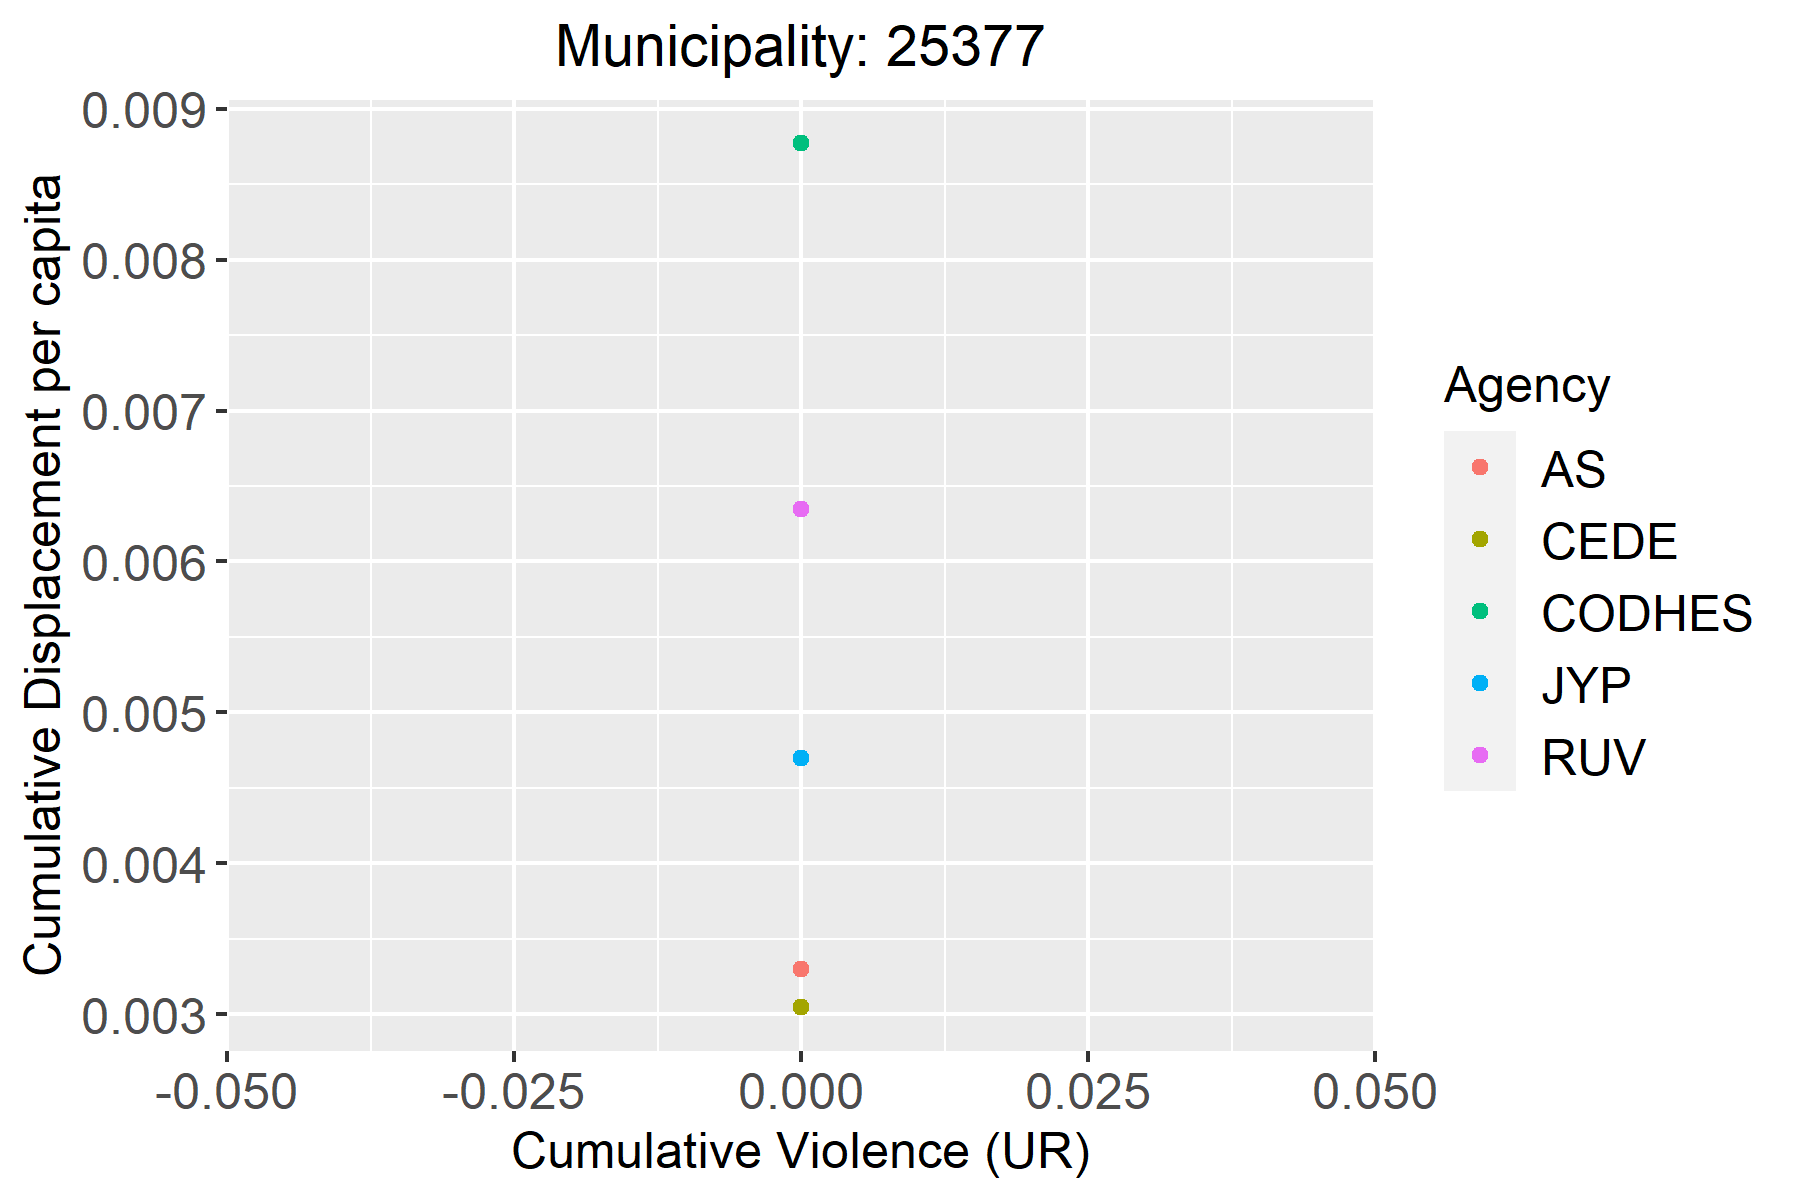 Municipality: 25377
Cumulative Displacement per capita
0.009
0.008
0.007
0.006
0.005
0.004
0.003
-0.050
-0.025
0.000
0.025
0.050
Cumulative Violence (UR)
Agency
AS
CEDE
CODHES
JYP
RUV